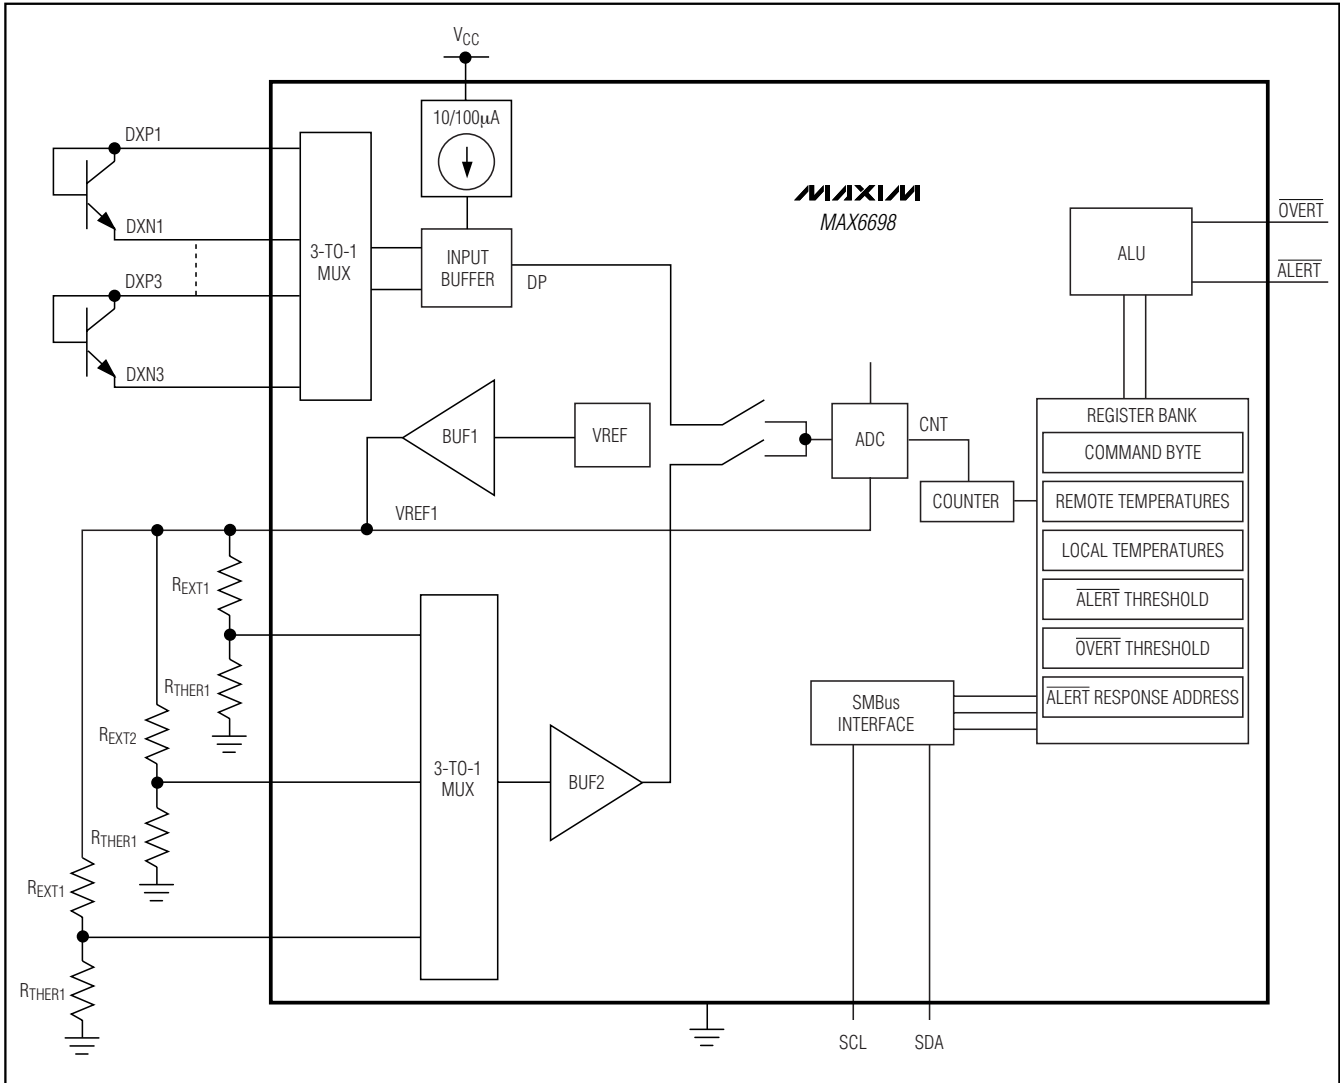 VCC
10/100µA
DXP1
DXN1
DXP3
DXN3
3-TO-1
MUX
INPUT
BUFFER
DP
MAXIM
MAX6698
ALU
OVERT
ALERT
BUF1
VREF
ADC
CNT
COUNTER
VREF1
REGISTER BANK
COMMAND BYTE
REMOTE TEMPERATURES
LOCAL TEMPERATURES
ALERT THRESHOLD
OVERT THRESHOLD
ALERT RESPONSE ADDRESS
REXT1
RTHER1
REXT2
RTHER1
REXT1
RTHER1
3-TO-1
MUX
BUF2
SMBus
INTERFACE
SCL
SDA